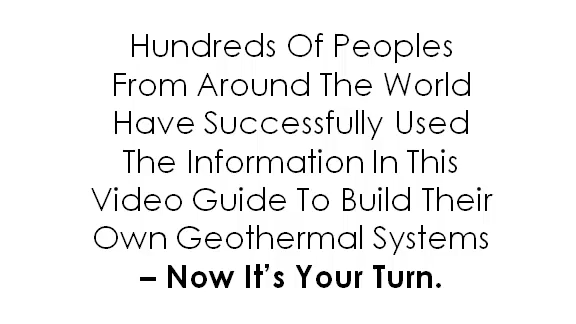 Hundreds Of Peoples
From Around The World
Have Successfully Used
The Information In This
Video Guide To Build Their
Own Geothermal Systems
– Now It’s Your Turn.